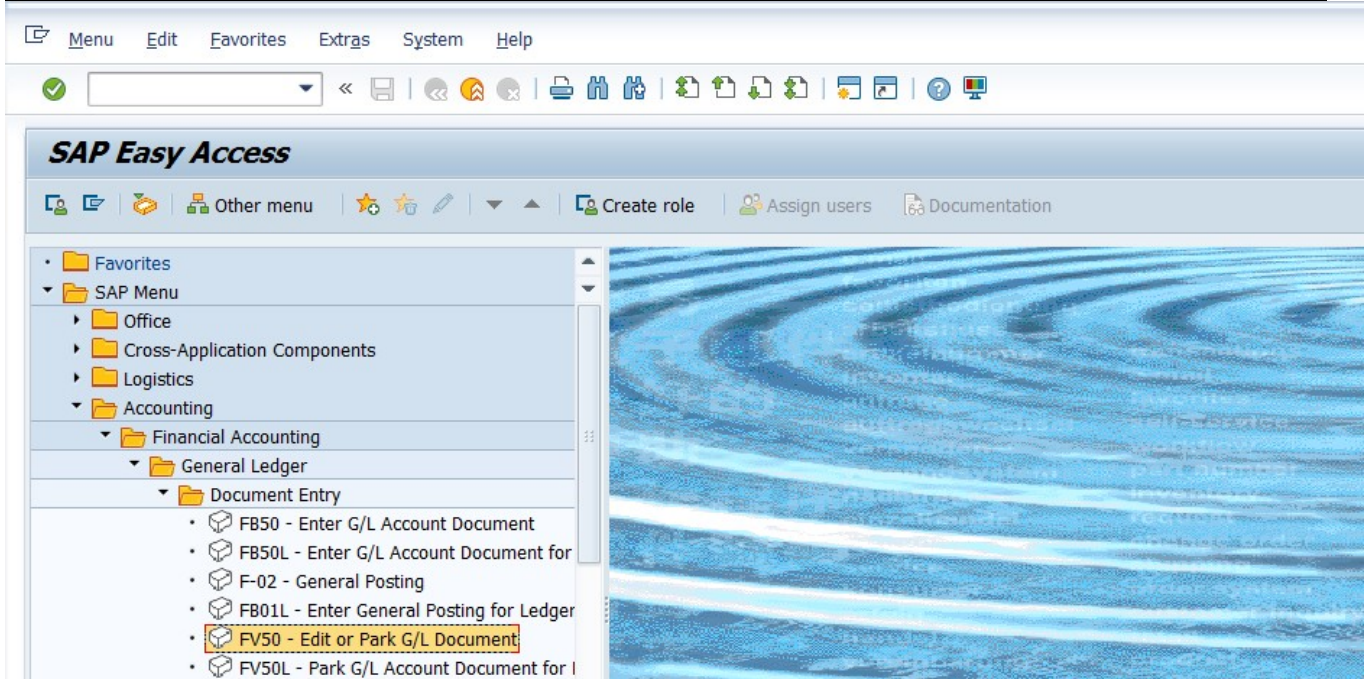 Menu Edit Favorites Extras System Help
SAP Easy Access
Other menu Create role Assign users Documentation
Favorites
SAP Menu
Office
Cross-Application Components
Logistics
Accounting
Financial Accounting
General Ledger
Document Entry
FB50 - Enter G/L Account Document
FB50L - Enter G/L Account Document for
F-02 - General Posting
FB01L - Enter General Posting for Ledger
FV50 - Edit or Park G/L Document
FV50L - Park G/L Account Document for